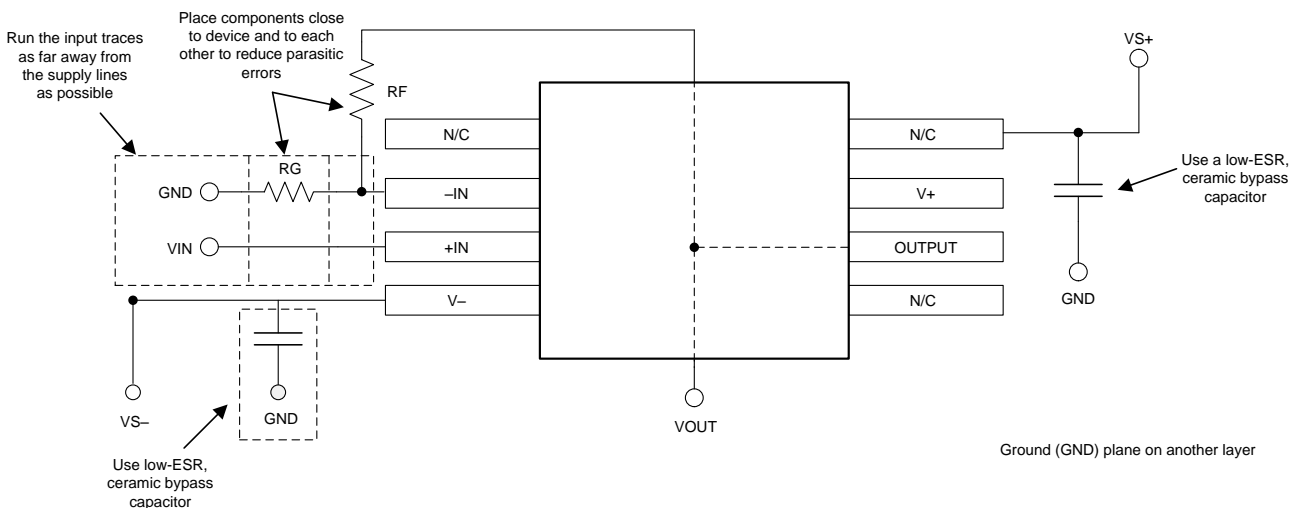 Run the input traces
as far away from
the supply lines
as possible
Place components close
to device and to each
other to reduce parasitic
errors
RF
VS+
N/C
N/C
Use a low-ESR,
ceramic bypass
capacitor
RG
GND
–IN
V+
VIN
+IN
OUTPUT
V–
N/C
GND
VS–
GND
VOUT
Use low-ESR,
ceramic bypass
capacitor
Ground (GND) plane on another layer